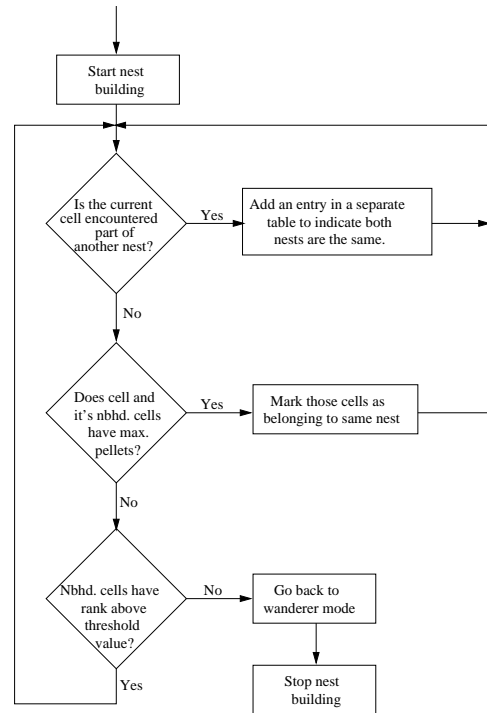 Start nest
building
Is the current
cell encountered
part of
another nest?
Yes
Add an entry in a separate
table to indicate both
nests are the same.
No
Does cell and
it's nbhd. cells
have max.
pellets?
Yes
Mark those cells as
belonging to same nest
No
Nbhd. cells have
rank above
threshold
value?
No
Go back to
wanderer mode
Yes
Stop nest
building